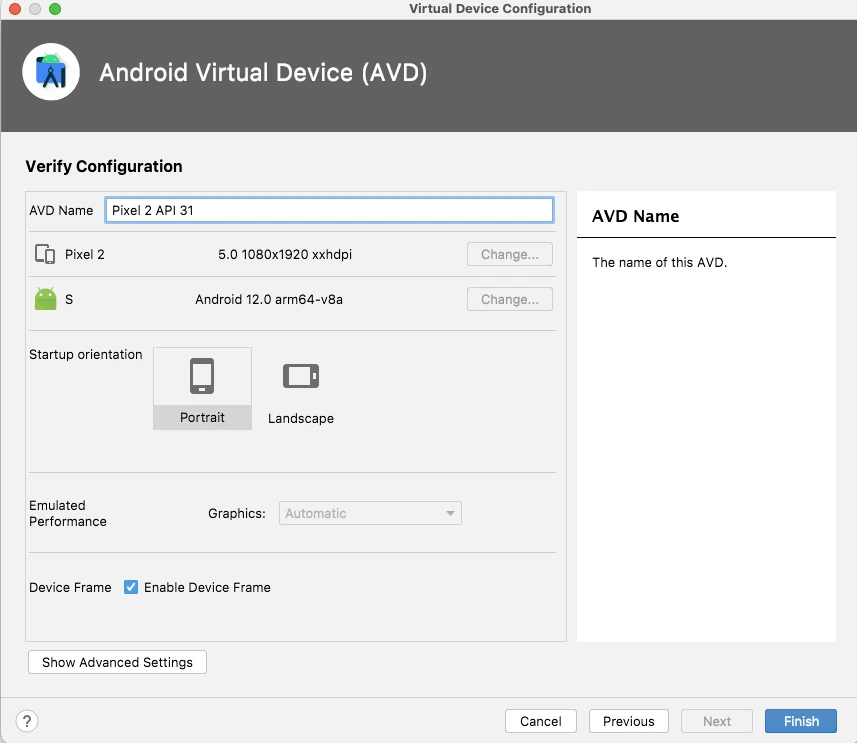 Virtual Device Configuration
Android Virtual Device (AVD)
Verify Configuration
AVD Name Pixel 2 API 31
Pixel 2 5.0 1080x1920 xxhdpi Change...
S Android 12.0 arm64-v8a Change...
Startup orientation
Portrait Landscape
Emulated
Performance
Graphics: Automatic
Device Frame Enable Device Frame
Show Advanced Settings
AVD Name
The name of this AVD.
? Cancel Previous Next Finish